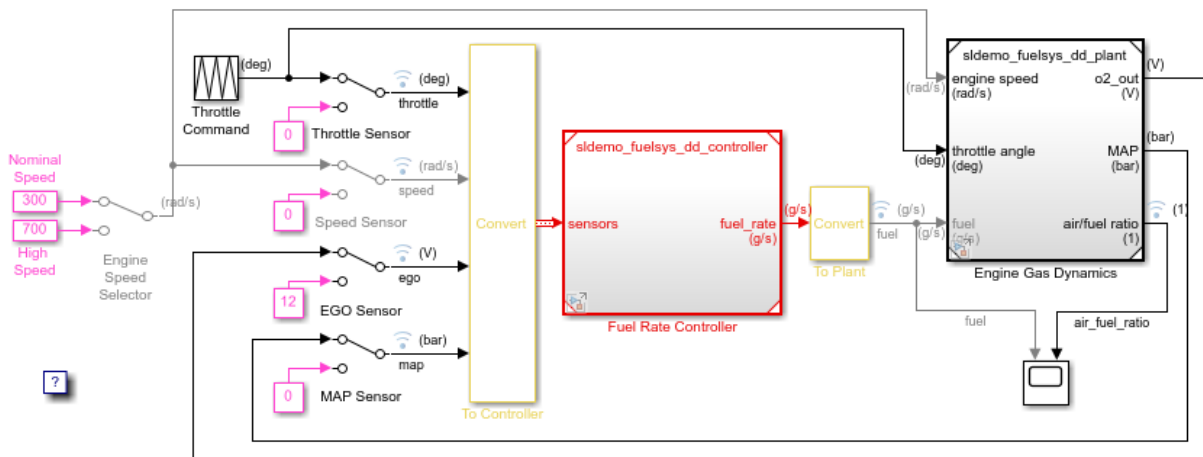 sldemo_fuelsys_dd_plant
(deg)
(deg)
throttle
Throttle
Command
0
Throttle Sensor
engine speed
(rad/s)
(rad/s)
o2_out
(V)
(V)
sldemo_fuelsys_dd_controller
(bar)
throttle angle
(deg)
(deg)
MAP
(bar)
Nominal
Speed
300
700
High
Speed
(rad/s)
Engine
Speed
Selector
(rad/s)
speed
0
Speed Sensor
Convert
sensors
fuel_rate
(g/s)
(g/s)
Convert
(g/s)
fuel
(g/s)
fuel
(g/s)
air/fuel ratio
(1)
(1)
To Plant
Engine Gas Dynamics
(V)
ego
12
EGO Sensor
Fuel Rate Controller
fuel
air_fuel_ratio
(bar)
map
0
MAP Sensor
To Controller
?